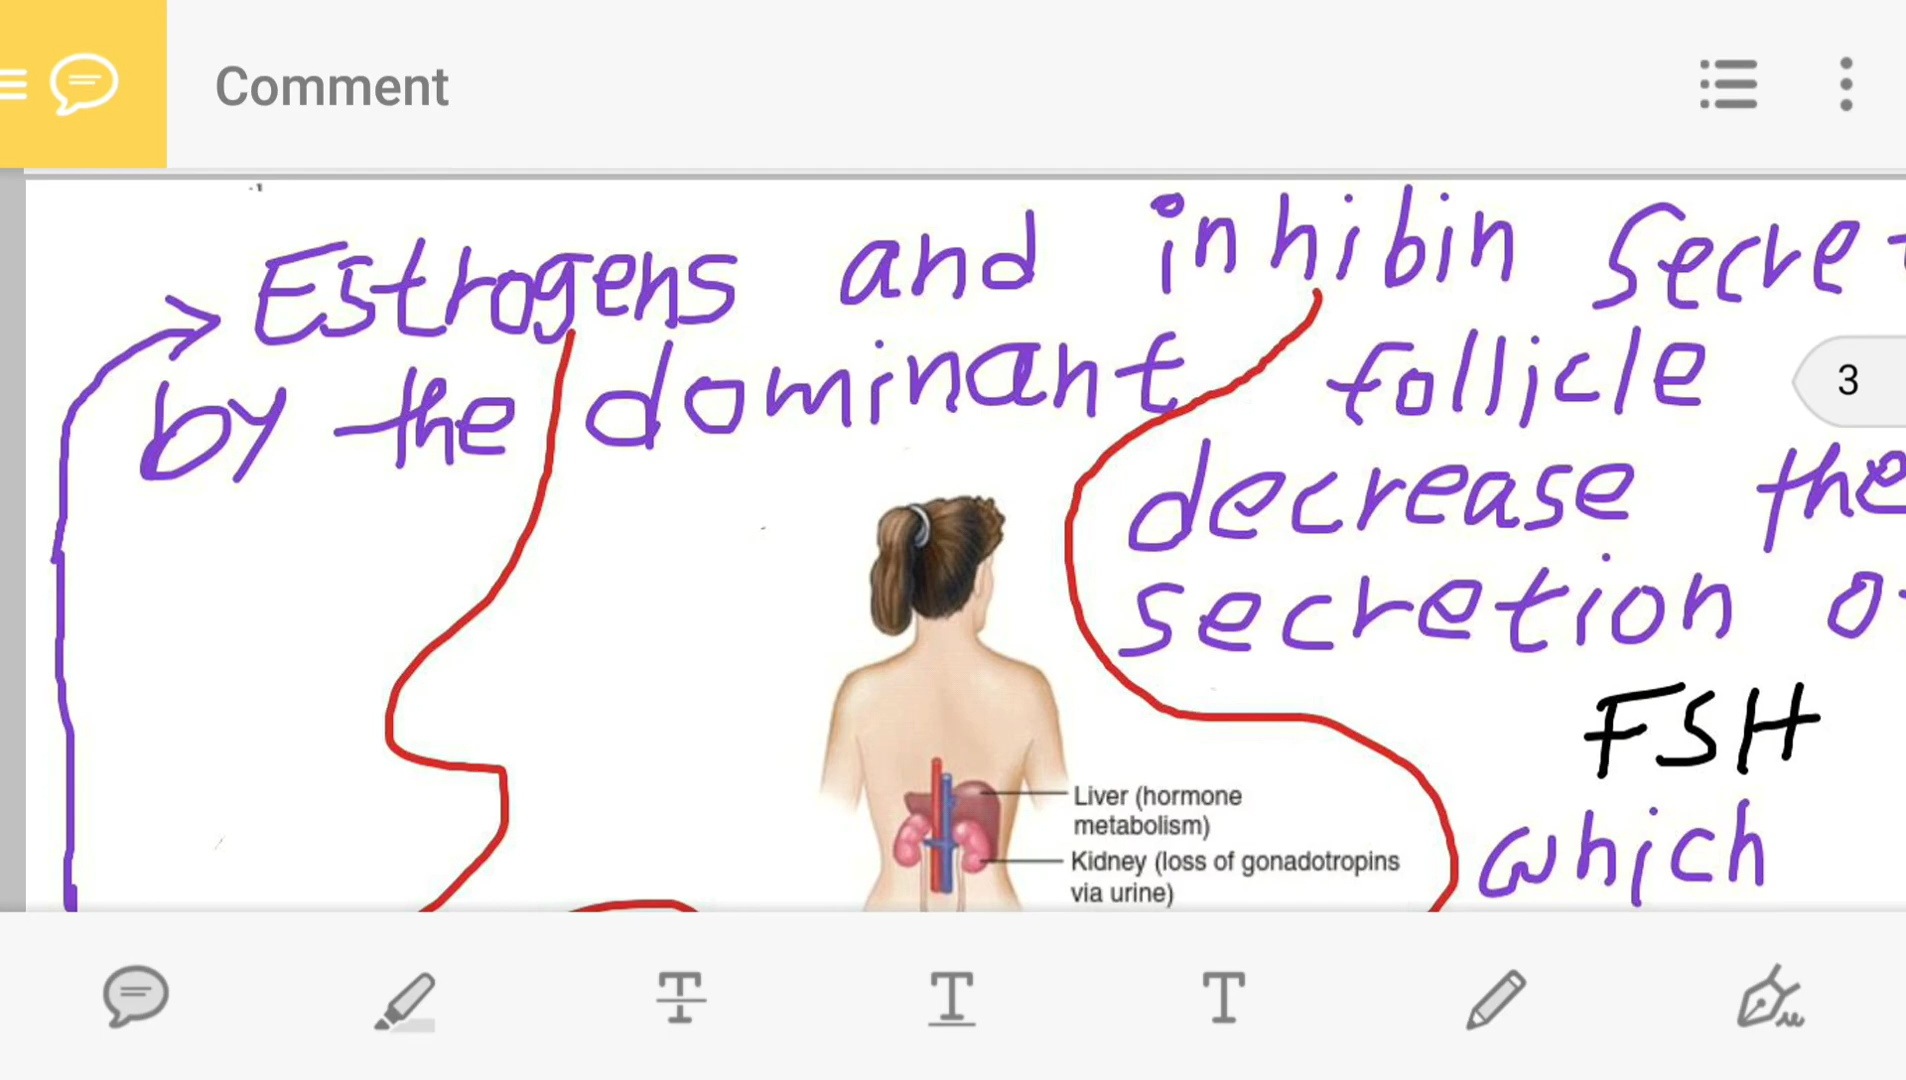 Comment
Estrogens and inhibin Secret
by the dominant follicle
3
decrease the
secretion o
FSH
which
Liver (hormone
metabolism)
Kidney (loss of gonadotropins
via urine)